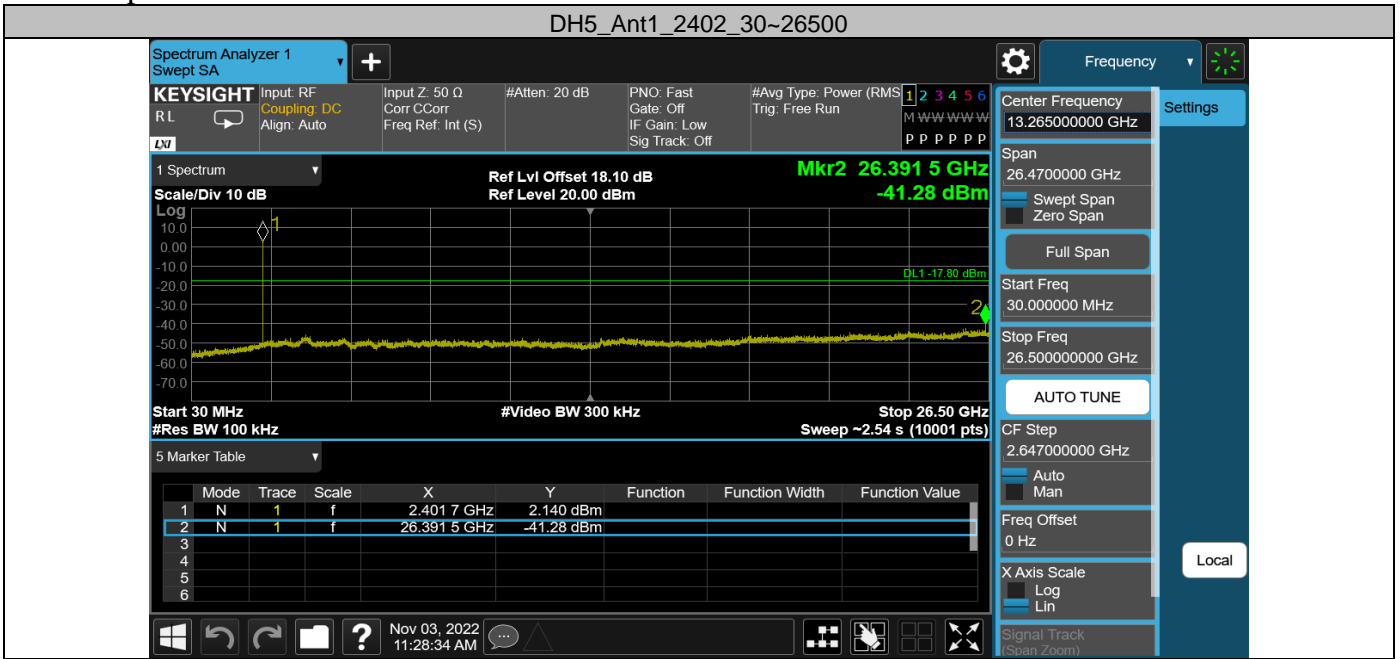 DH5_Ant1_2402_30~26500
Spectrum Analyzer 1
Swept SA
Frequency
KEYSIGHT
RL
LXI
Input: RF
Coupling: DC
Align: Auto
Input Z: 50 Ω
Corr CCorr
Freq Ref: Int (S)
#Atten: 20 dB
PNO: Fast
Gate: Off
IF Gain: Low
Sig Track: Off
#Avg Type: Power (RMS
Trig: Free Run
1 2 3 4 5 6
M W W W W W
P P P P P P
1 Spectrum
Scale/Div 10 dB
Ref Lvl Offset 18.10 dB
Ref Level 20.00 dBm
Mkr2 26.391 5 GHz
-41.28 dBm
Log
10.0
0.00
-10.0
-20.0
-30.0
-40.0
-50.0
-60.0
-70.0
1
DL1 -17.80 dBm
2
Start 30 MHz
#Video BW 300 kHz
Stop 26.50 GHz
#Res BW 100 kHz
Sweep ~2.54 s (10001 pts)
5 Marker Table
Mode Trace Scale X Y Function Function Width Function Value
1 N 1 f 2.401 7 GHz 2.140 dBm
2 N 1 f 26.391 5 GHz -41.28 dBm
3
4
5
6
Nov 03, 2022
11:28:34 AM
Center Frequency
13.265000000 GHz
Settings
Span
26.4700000 GHz
Swept Span
Zero Span
Full Span
Start Freq
30.000000 MHz
Stop Freq
26.500000000 GHz
AUTO TUNE
CF Step
2.647000000 GHz
Auto
Man
Freq Offset
0 Hz
Local
X Axis Scale
Log
Lin
Signal Track
(Span Zoom)